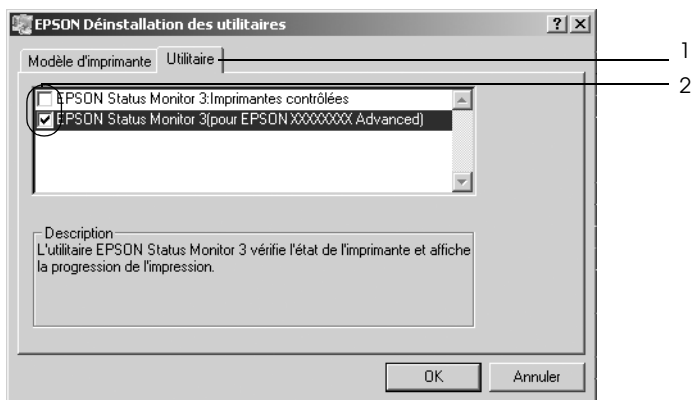 EPSON Déinstallation des utilitaires
Modèle d'imprimante Utilitaire
1
2
EPSON Status Monitor 3:Imprimantes contrôlées
EPSON Status Monitor 3(pour EPSON XXXXXXXX Advanced)
Description
L'utilitaire EPSON Status Monitor 3 vérifie l'état de l'imprimante et affiche
la progression de l'impression.
OK Annuler